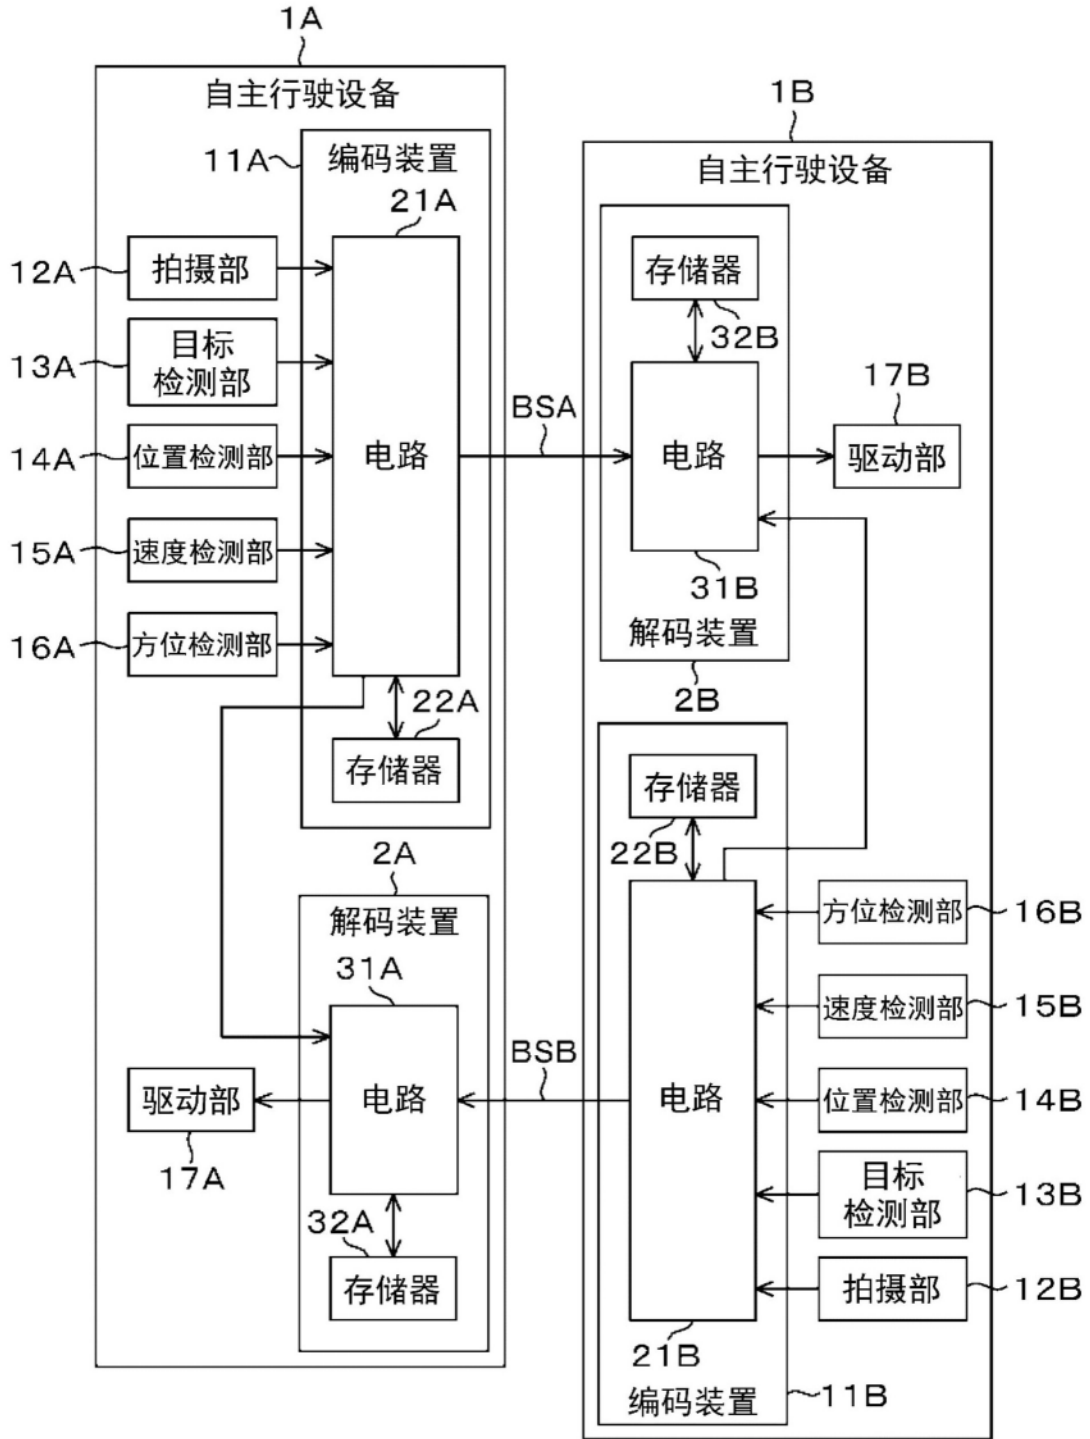 1A
自主行驶设备
11A
编码装置
21A
12A
拍摄部
13A
目标
检测部
14A
位置检测部
15A
速度检测部
16A
方位检测部
电路
22A
存储器
2A
解码装置
31A
电路
驱动部
17A
32A
存储器
BSA
BSB
1B
自主行驶设备
存储器
32B
电路
31B
解码装置
2B
17B
驱动部
存储器
22B
电路
方位检测部
16B
速度检测部
15B
位置检测部
14B
目标
检测部
13B
拍摄部
12B
21B
编码装置
11B